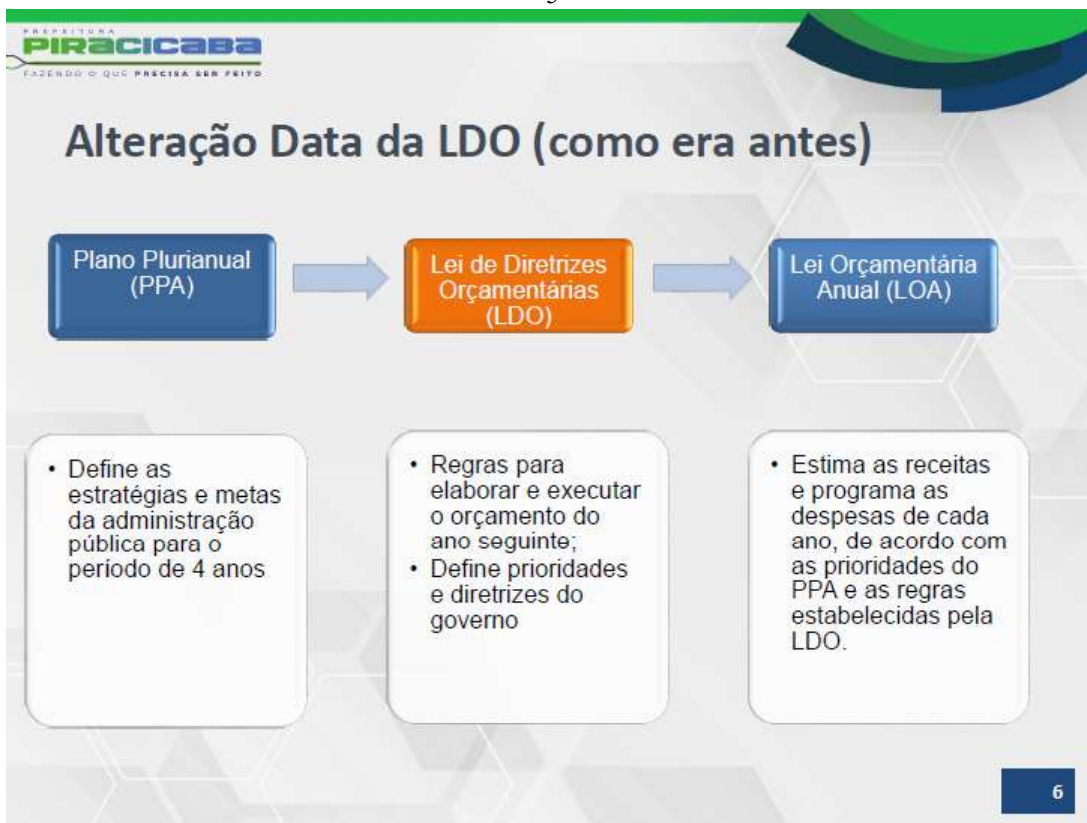 PREFEITURA
PIRACICABA
FAZENDO O QUE PRECISA SER FEITO
Alteração Data da LDO (como era antes)
Plano Plurianual
(PPA)
Lei de Diretrizes
Orçamentárias
(LDO)
Lei Orçamentária
Anual (LOA)
• Define as
estratégias e metas
da administração
pública para o
período de 4 anos
• Regras para
elaborar e executar
o orçamento do
ano seguinte;
• Define prioridades
e diretrizes do
governo
• Estima as receitas
e programa as
despesas de cada
ano, de acordo com
as prioridades do
PPA e as regras
estabelecidas pela
LDO.
6